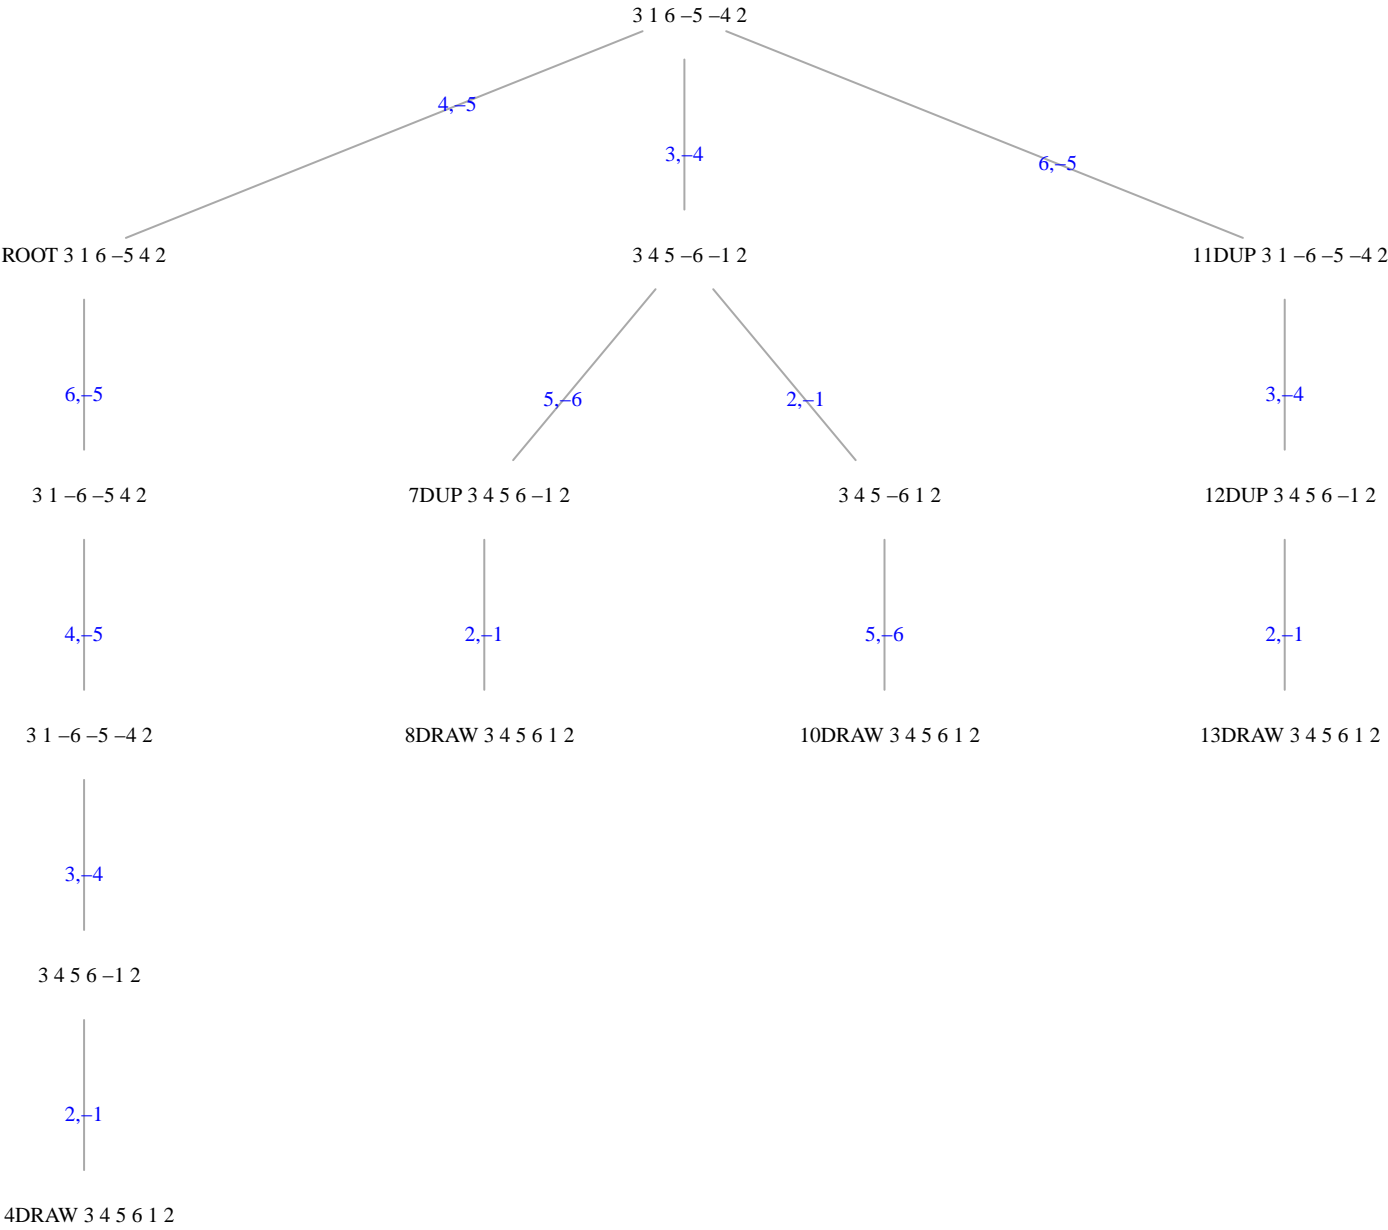 3 1 6 –5 –4 2
4,–5
3,–4
6,–5
ROOT 3 1 6 –5 4 2
3 4 5 –6 –1 2
11DUP 3 1 –6 –5 –4 2
6,–5
5,–6
2,–1
3,–4
3 1 –6 –5 4 2
7DUP 3 4 5 6 –1 2
3 4 5 –6 1 2
12DUP 3 4 5 6 –1 2
4,–5
2,–1
5,–6
2,–1
3 1 –6 –5 –4 2
8DRAW 3 4 5 6 1 2
10DRAW 3 4 5 6 1 2
13DRAW 3 4 5 6 1 2
3,–4
3 4 5 6 –1 2
2,–1
4DRAW 3 4 5 6 1 2